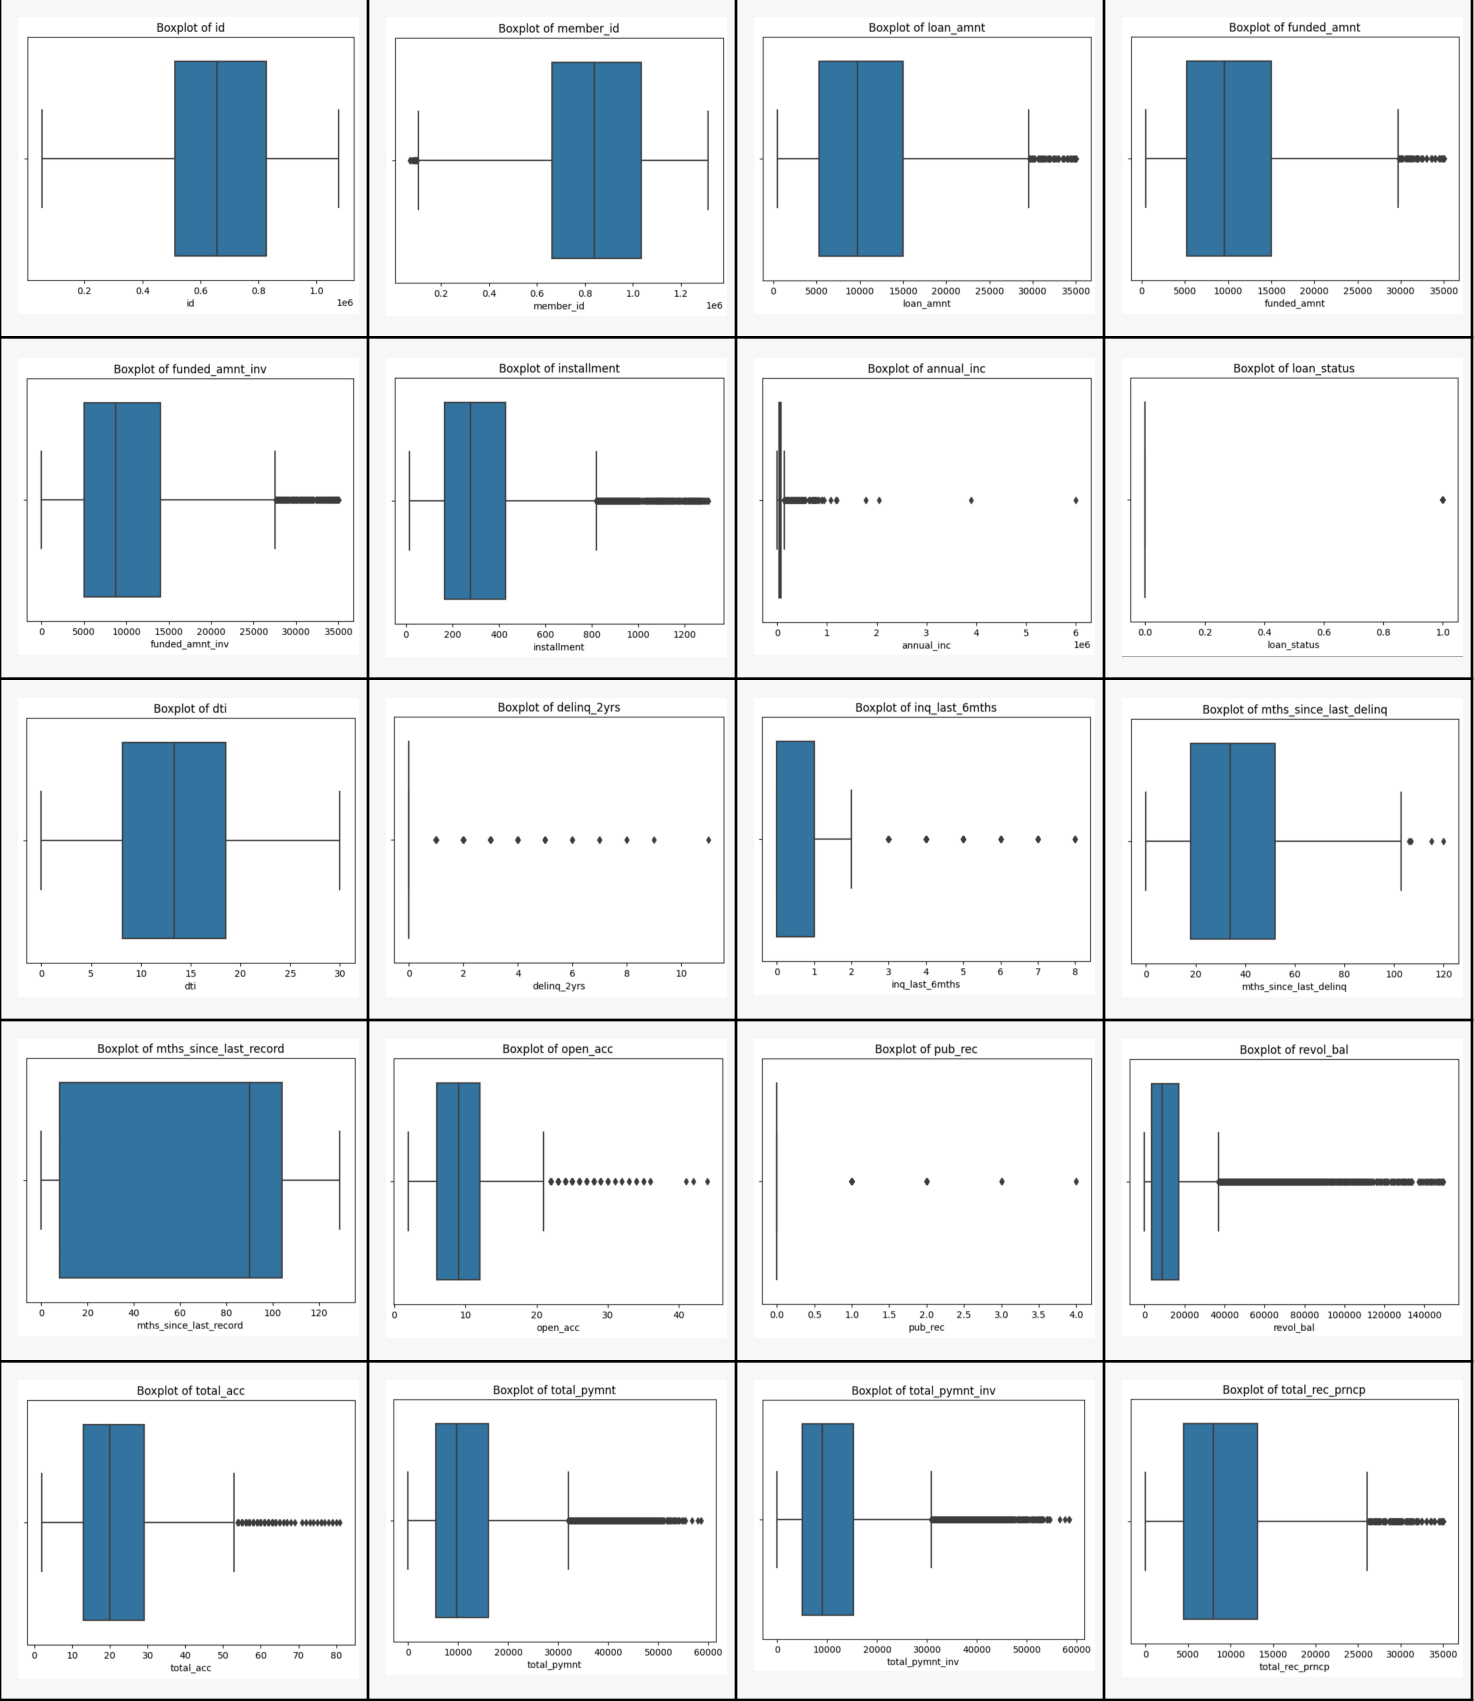 Boxplot of id
0.2 0.4 0.6 0.8 1.0
1e6
id
Boxplot of member_id
0.2 0.4 0.6 0.8 1.0 1.2
1e6
member_id
Boxplot of loan_amnt
0 5000 10000 15000 20000 25000 30000 35000
loan_amnt
Boxplot of funded_amnt
0 5000 10000 15000 20000 25000 30000 35000
funded_amnt
Boxplot of funded_amnt_inv
0 5000 10000 15000 20000 25000 30000 35000
funded_amnt_inv
Boxplot of installment
0 200 400 600 800 1000 1200
installment
Boxplot of annual_inc
0 1 2 3 4 5 6
1e6
annual_inc
Boxplot of loan_status
0.0 0.2 0.4 0.6 0.8 1.0
loan_status
Boxplot of dti
0 5 10 15 20 25 30
dti
Boxplot of delinq_2yrs
0 2 4 6 8 10
delinq_2yrs
Boxplot of inq_last_6mths
0 1 2 3 4 5 6 7 8
inq_last_6mths
Boxplot of mths_since_last_delinq
0 20 40 60 80 100 120
mths_since_last_delinq
Boxplot of mths_since_last_record
0 20 40 60 80 100 120
mths_since_last_record
Boxplot of open_acc
0 10 20 30 40
open_acc
Boxplot of pub_rec
0.0 0.5 1.0 1.5 2.0 2.5 3.0 3.5 4.0
pub_rec
Boxplot of revol_bal
0 20000 40000 60000 80000 100000 120000 140000
revol_bal
Boxplot of total_acc
0 10 20 30 40 50 60 70 80
total_acc
Boxplot of total_pymnt
0 10000 20000 30000 40000 50000 60000
total_pymnt
Boxplot of total_pymnt_inv
0 10000 20000 30000 40000 50000 60000
total_pymnt_inv
Boxplot of total_rec_prncp
0 5000 10000 15000 20000 25000 30000 35000
total_rec_prncp